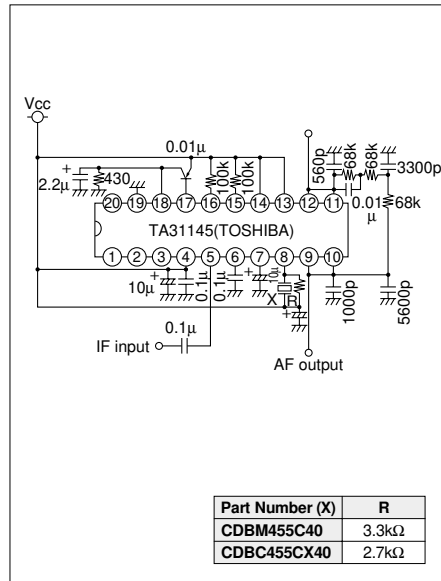 Vcc
0.01µ
560p
68k
68k
3300p
+
2.2µ
430
100k
100k
0.01
µ
68k
20 19 18 17 16 15 14 13 12 11
TA31145(TOSHIBA)
1 2 3 4 5 6 7 8 9 10
+
10µ
0.1µ
0.1µ
+
10µ
X
R
+
1000p
5600p
0.1µ
IF input
AF output
Part Number (X) R
CDBM455C40 3.3kΩ
CDBC455CX40 2.7kΩ